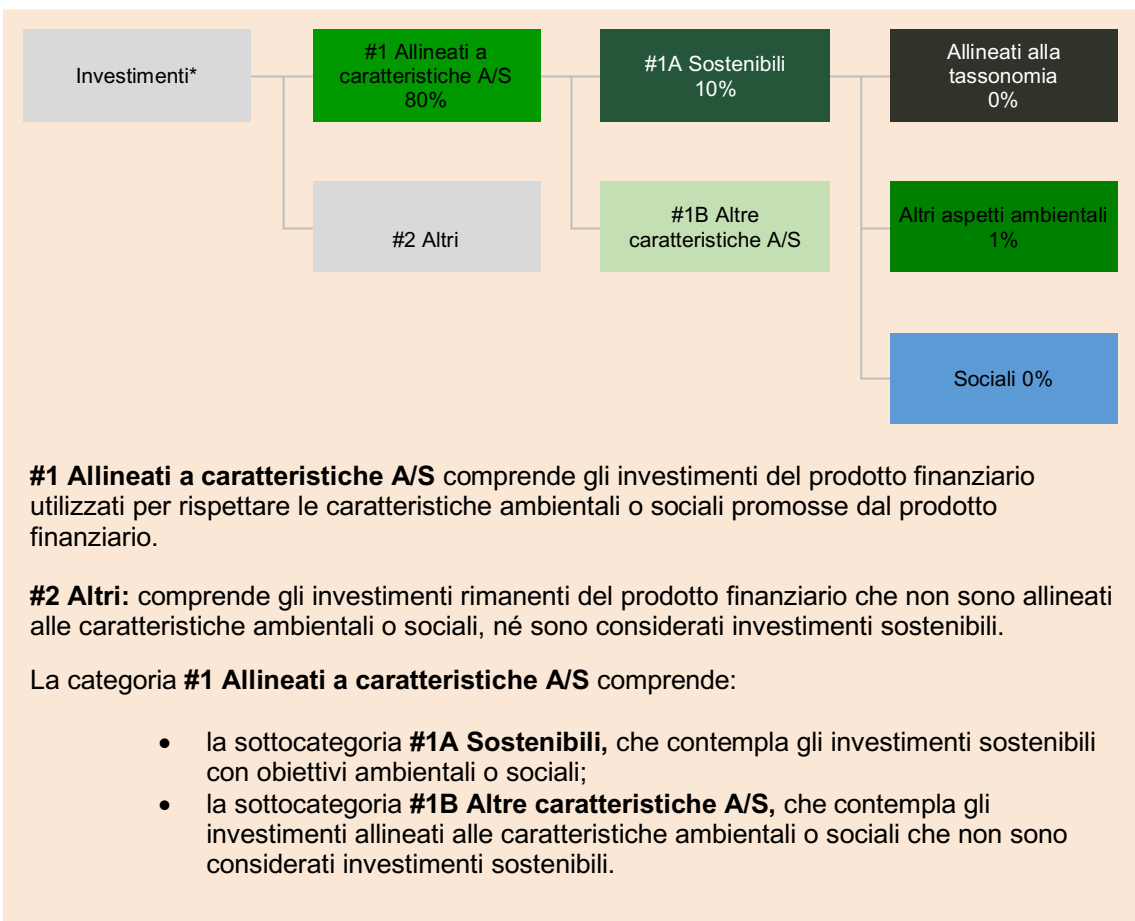 Investimenti*
#1 Allineati a
caratteristiche A/S
80%
#1A Sostenibili
10%
Allineati alla
tassonomia
0%
#2 Altri
#1B Altre
caratteristiche A/S
Altri aspetti ambientali
1%
Sociali 0%
#1 Allineati a caratteristiche A/S comprende gli investimenti del prodotto finanziario
utilizzati per rispettare le caratteristiche ambientali o sociali promosse dal prodotto
finanziario.
#2 Altri: comprende gli investimenti rimanenti del prodotto finanziario che non sono allineati
alle caratteristiche ambientali o sociali, né sono considerati investimenti sostenibili.
La categoria #1 Allineati a caratteristiche A/S comprende:
• la sottocategoria #1A Sostenibili, che contempla gli investimenti sostenibili
con obiettivi ambientali o sociali;
• la sottocategoria #1B Altre caratteristiche A/S, che contempla gli
investimenti allineati alle caratteristiche ambientali o sociali che non sono
considerati investimenti sostenibili.